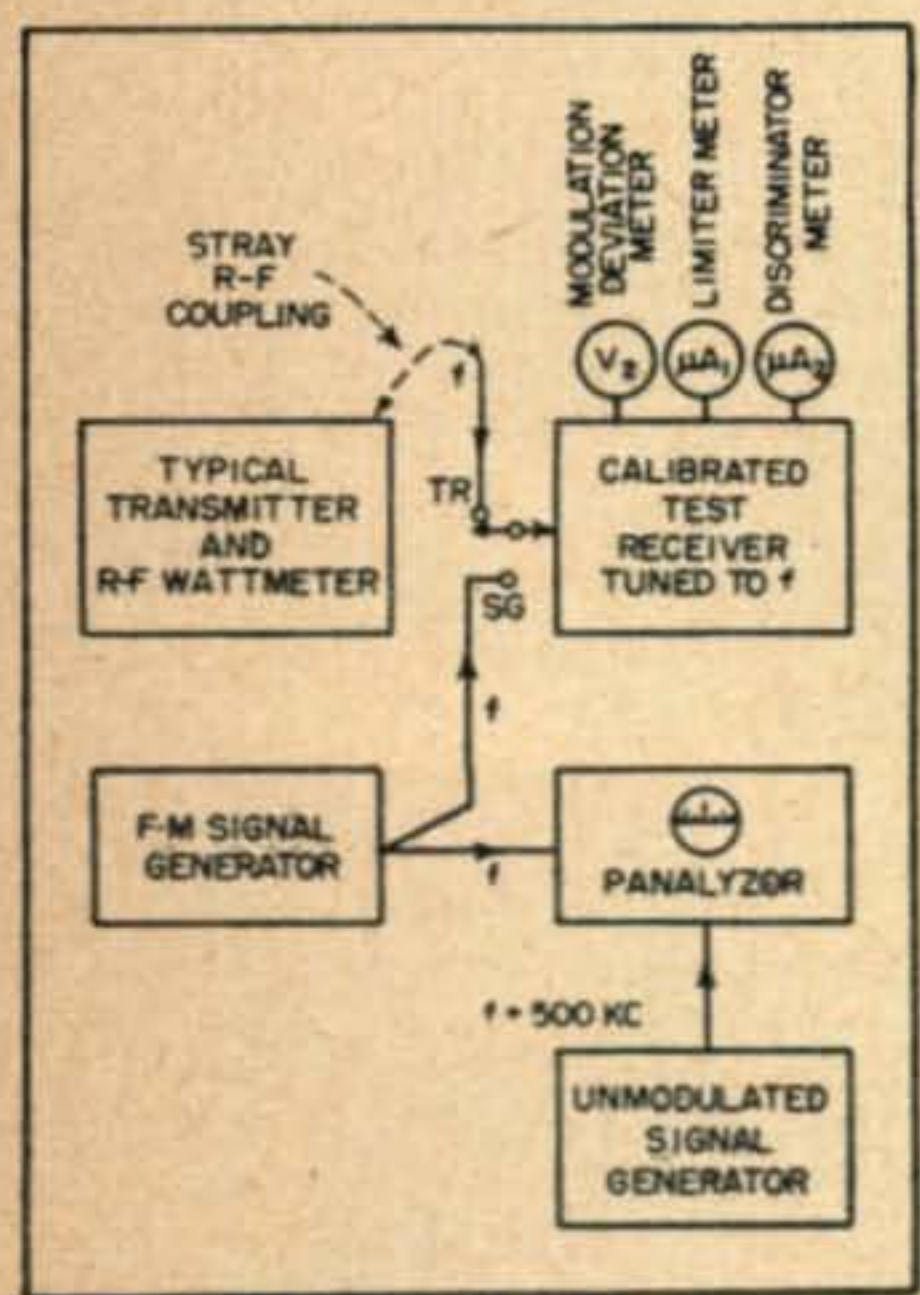 MODULATION
DEVIATION
METER
LIMITER METER
DISCRIMINATOR
METER
STRAY
R-F
COUPLING
f
V2
μA1
μA2
TYPICAL
TRANSMITTER
AND
R-F WATTMETER
TR
CALIBRATED
TEST
RECEIVER
TUNED TO f
SG
f
F-M SIGNAL
GENERATOR
f
PANALYZOR
f + 500 KC
UNMODULATED
SIGNAL
GENERATOR